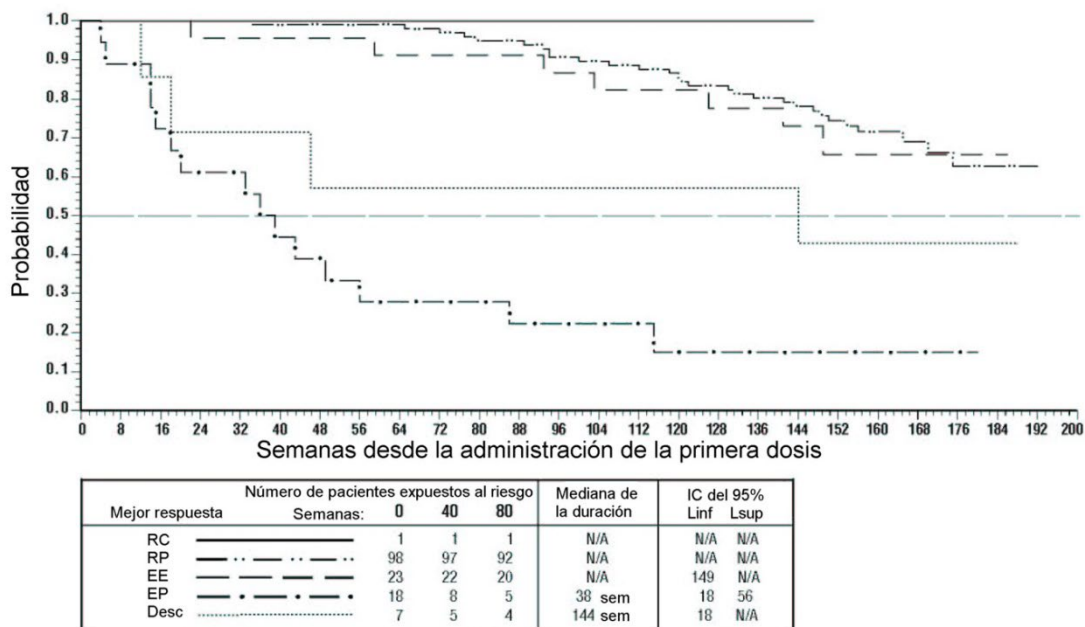 1.0
0.9
0.8
0.7
0.6
0.5
0.4
0.3
0.2
0.1
0.0
Probabilidad
0 8 16 24 32 40 48 56 64 72 80 88 96 104 112 120 128 136 144 152 160 168 176 184 192 200
Semanas desde la administración de la primera dosis
Número de pacientes expuestos al riesgo Mediana de IC del 95%
Mejor respuesta Semanas: 0 40 80 la duración Linf Lsup
RC 1 1 1 N/A N/A N/A
RP 98 97 92 N/A N/A N/A
EE 23 22 20 N/A 149 N/A
EP 18 8 5 38 sem 18 56
Desc 7 5 4 144 sem 18 N/A